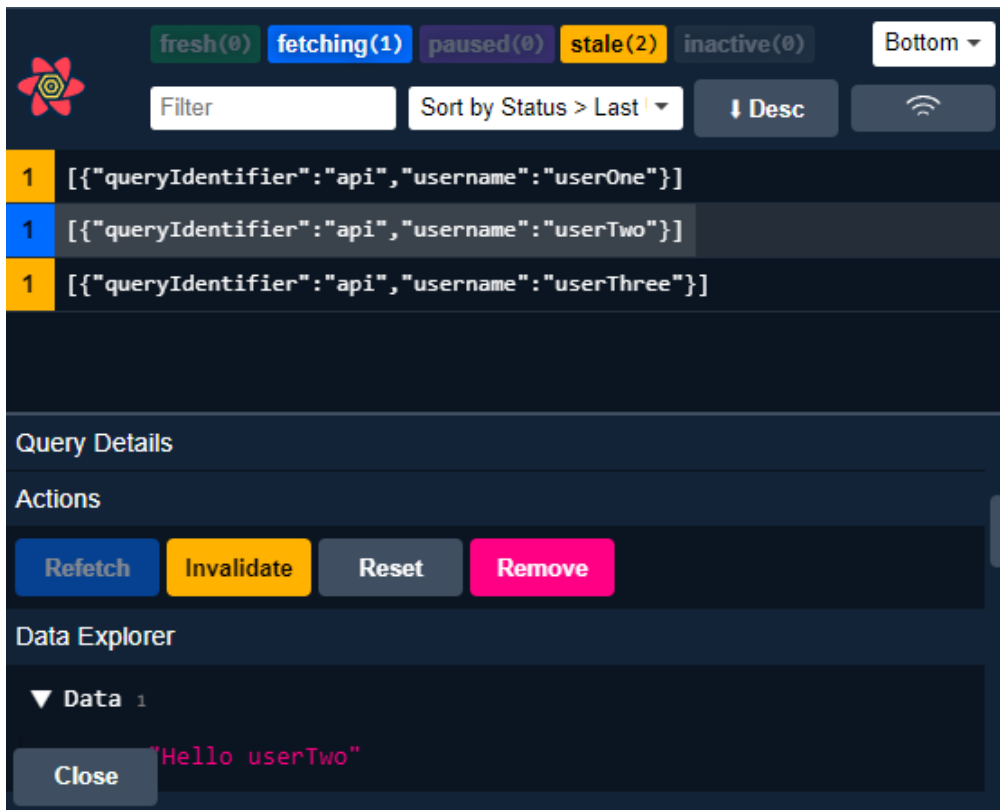 fresh(0) fetching(1) paused(0) stale(2) inactive(0) Bottom
Filter Sort by Status > Last ⬇ Desc
1 [{"queryIdentifier":"api","username":"userOne"}]
1 [{"queryIdentifier":"api","username":"userTwo"}]
1 [{"queryIdentifier":"api","username":"userThree"}]
Query Details
Actions
Refetch Invalidate Reset Remove
Data Explorer
▼ Data 1
"Hello userTwo"
Close